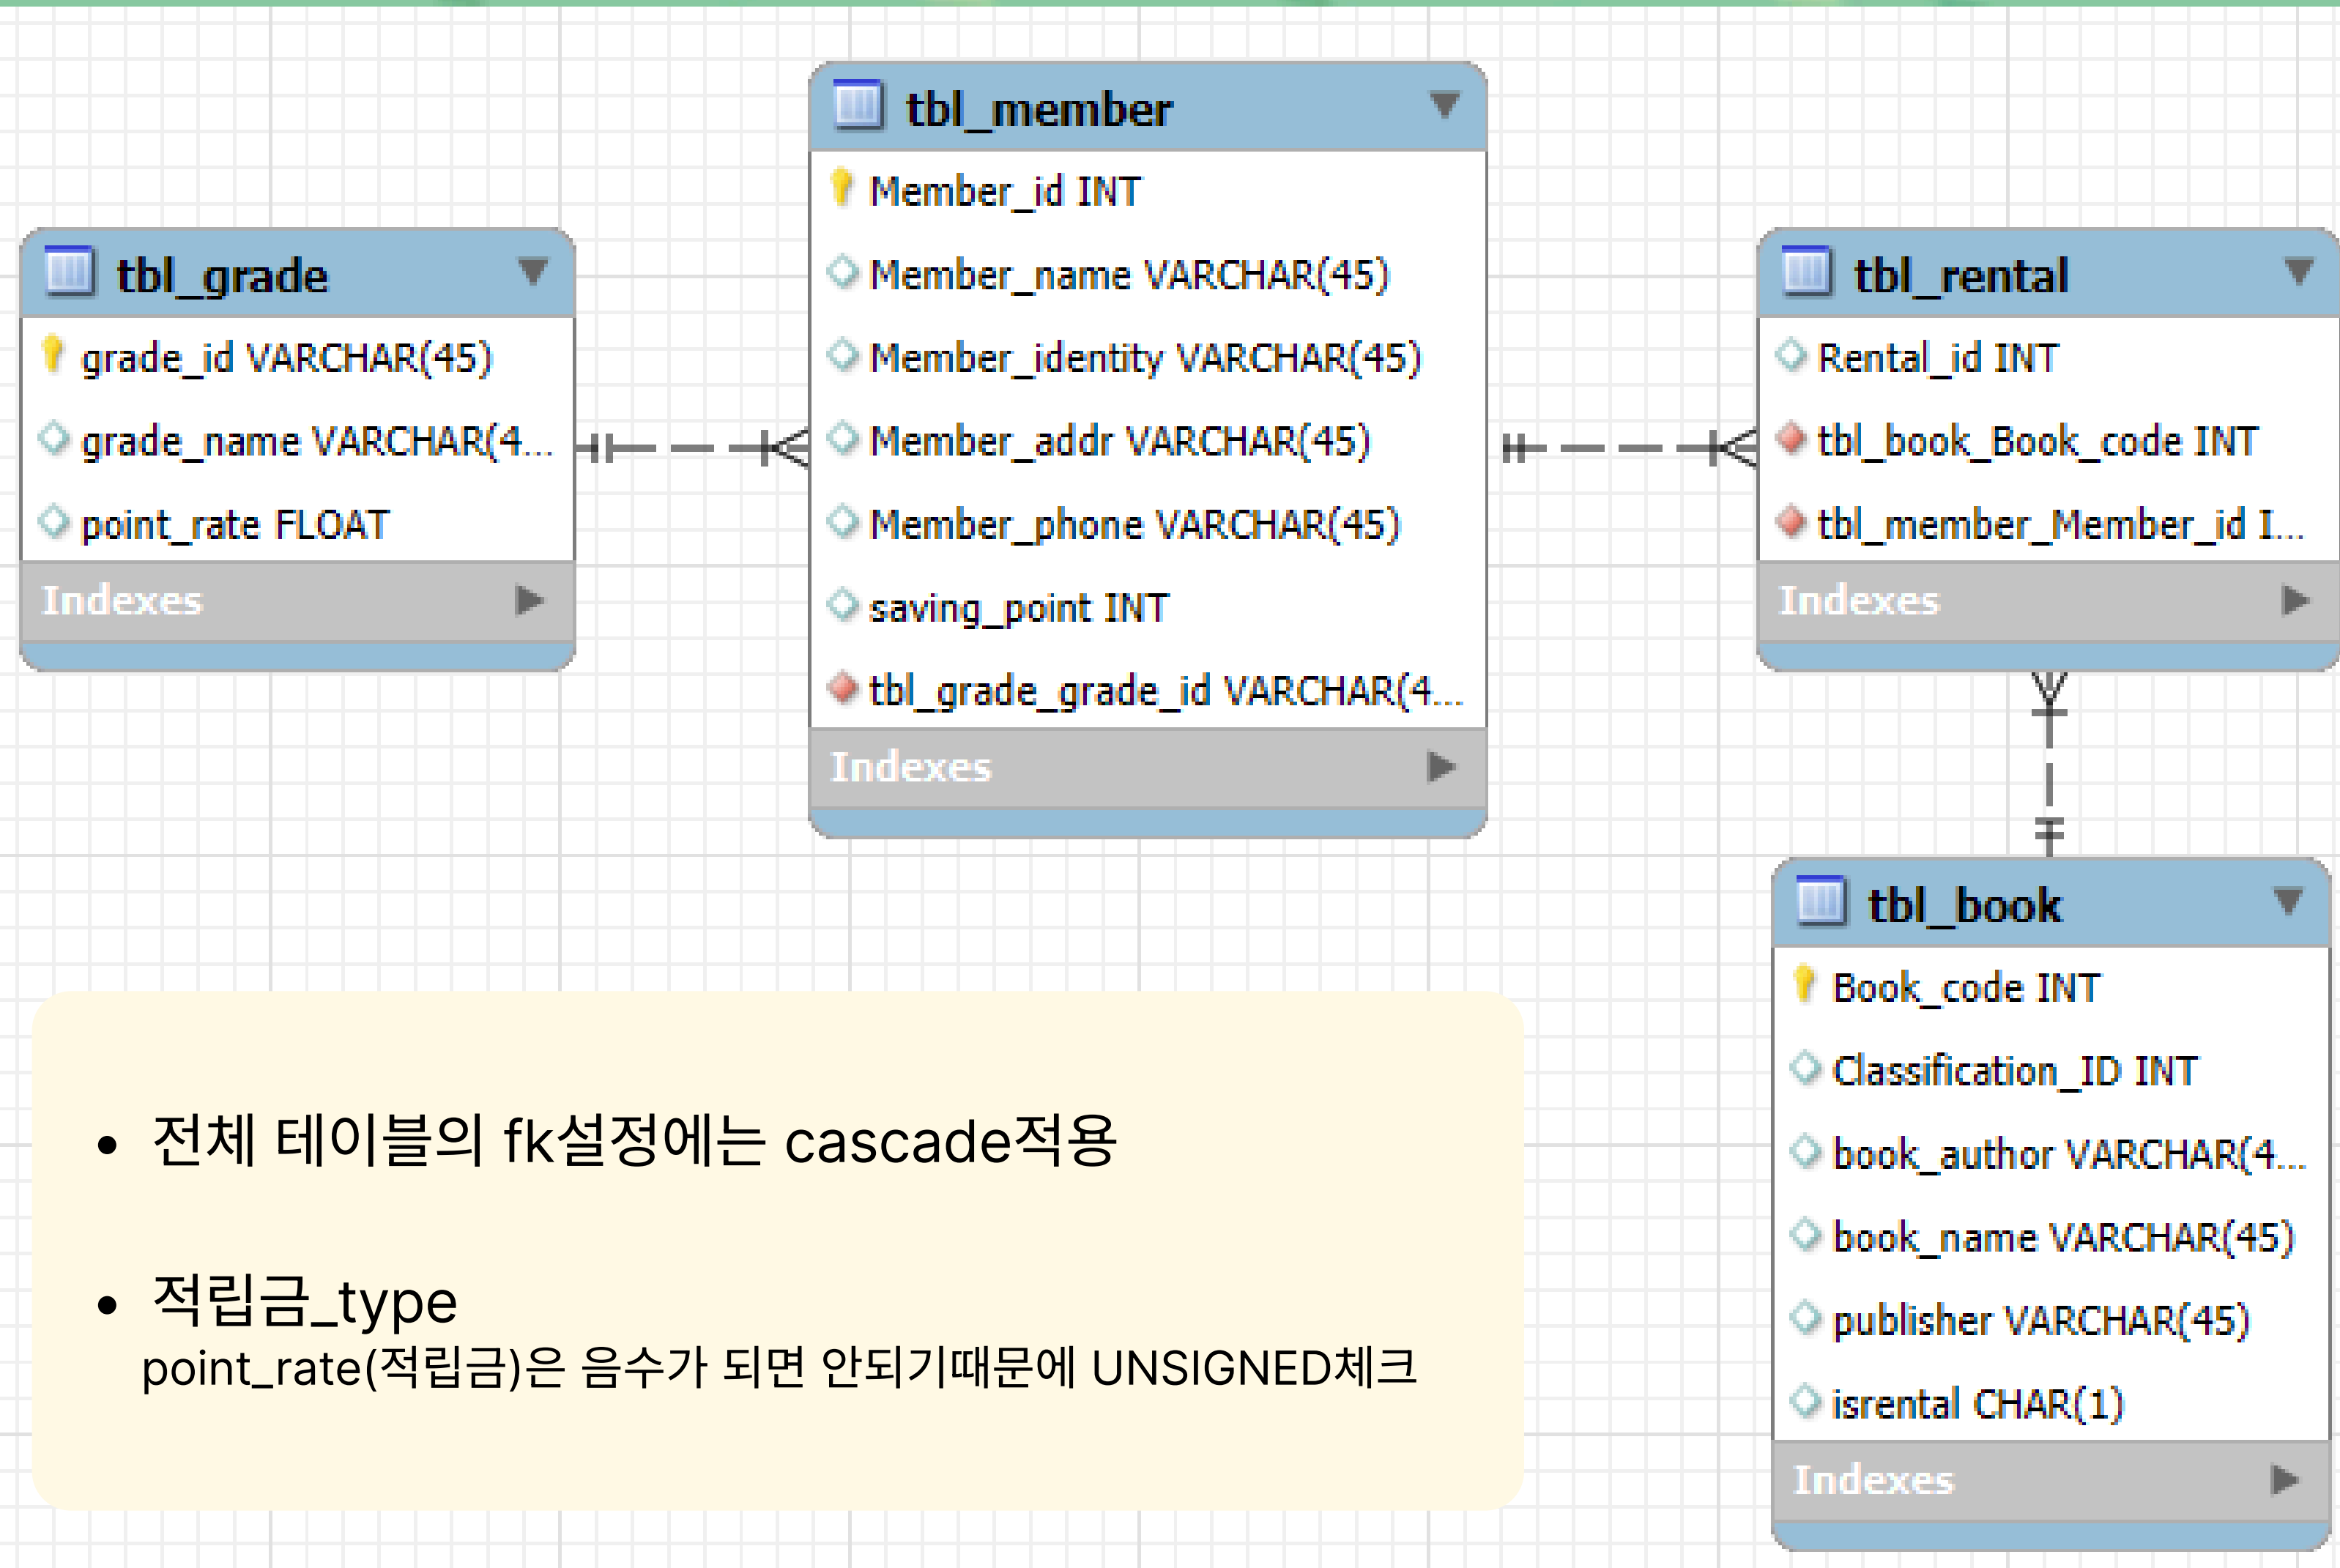 tbl_grade
grade_id VARCHAR(45)
grade_name VARCHAR(4...
point_rate FLOAT
Indexes
tbl_member
Member_id INT
Member_name VARCHAR(45)
Member_identity VARCHAR(45)
Member_addr VARCHAR(45)
Member_phone VARCHAR(45)
saving_point INT
tbl_grade_grade_id VARCHAR(4...
Indexes
tbl_rental
Rental_id INT
tbl_book_Book_code INT
tbl_member_Member_id I...
Indexes
tbl_book
Book_code INT
Classification_ID INT
book_author VARCHAR(4...
book_name VARCHAR(45)
publisher VARCHAR(45)
isrental CHAR(1)
Indexes
• 전체 테이블의 fk설정에는 cascade적용
• 적립금_type
point_rate(적립금)은 음수가 되면 안되기때문에 UNSIGNED체크